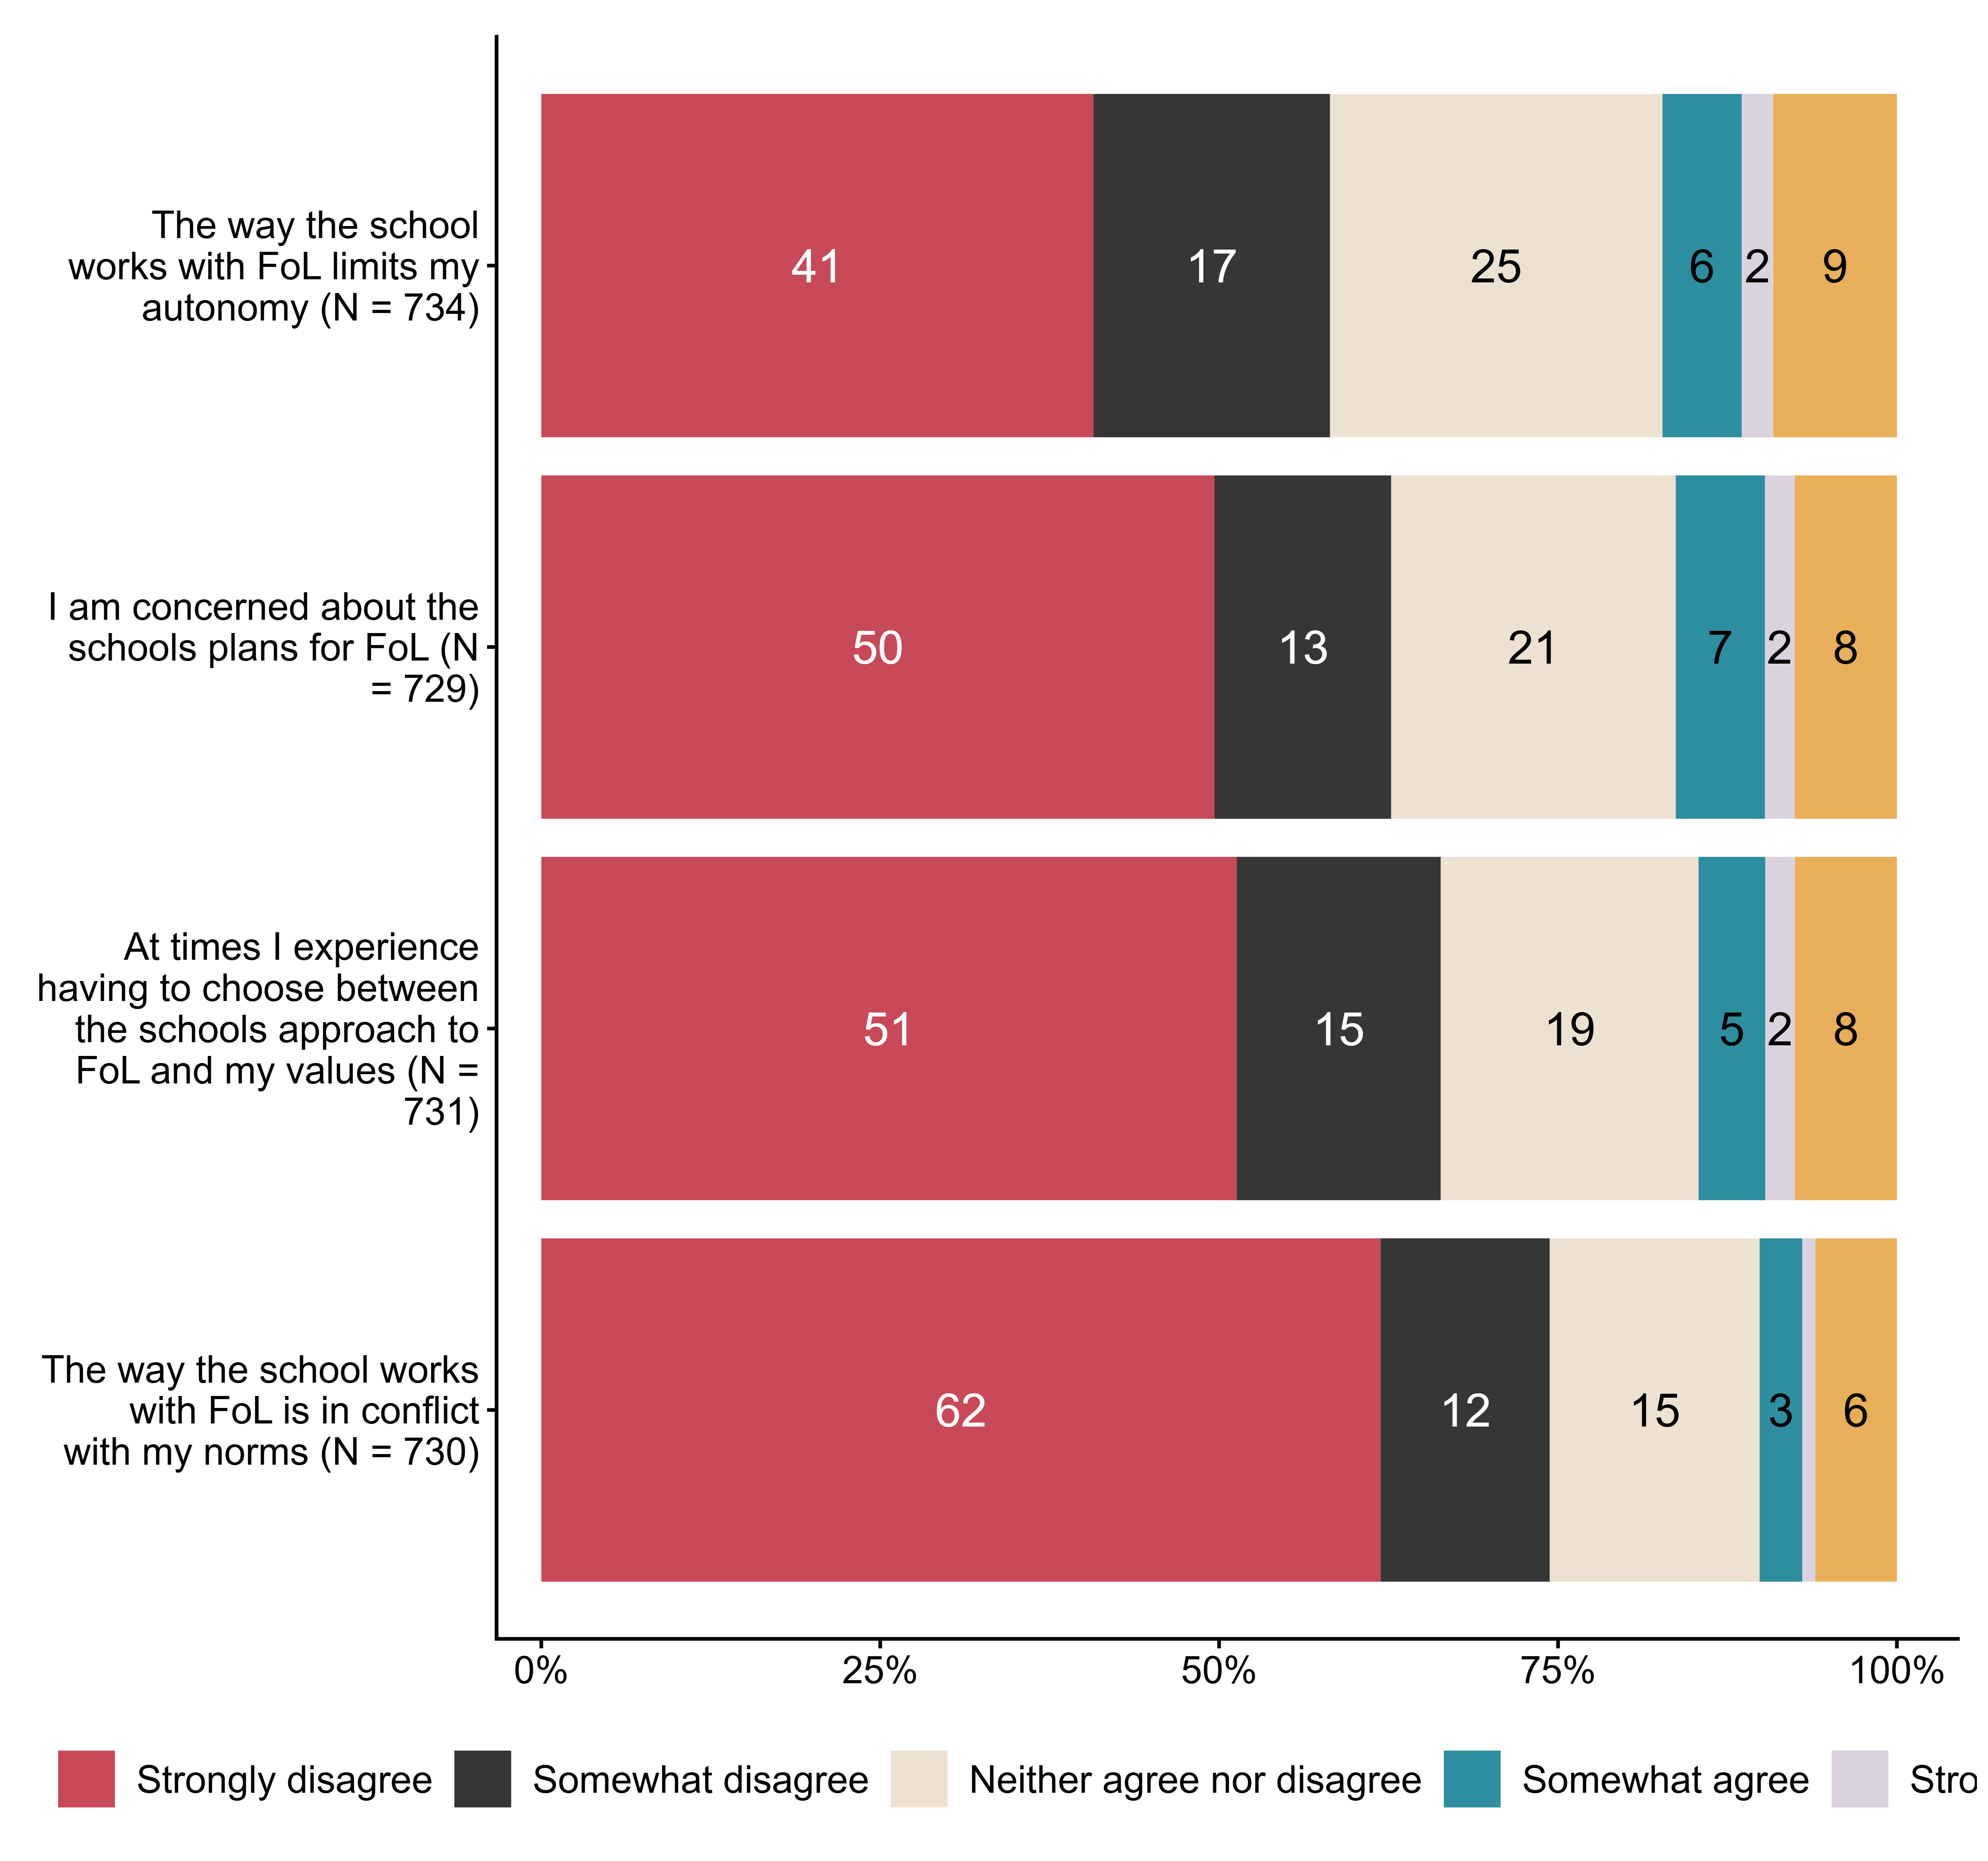 The way the school
works with FoL limits my
autonomy (N = 734)
41 17 25 6 2 9
I am concerned about the
schools plans for FoL (N
= 729)
50 13 21 7 2 8
At times I experience
having to choose between
the schools approach to
FoL and my values (N =
731)
51 15 19 5 2 8
The way the school works
with FoL is in conflict
with my norms (N = 730)
62 12 15 3 6
0% 25% 50% 75% 100%
Strongly disagree Somewhat disagree Neither agree nor disagree Somewhat agree Stro